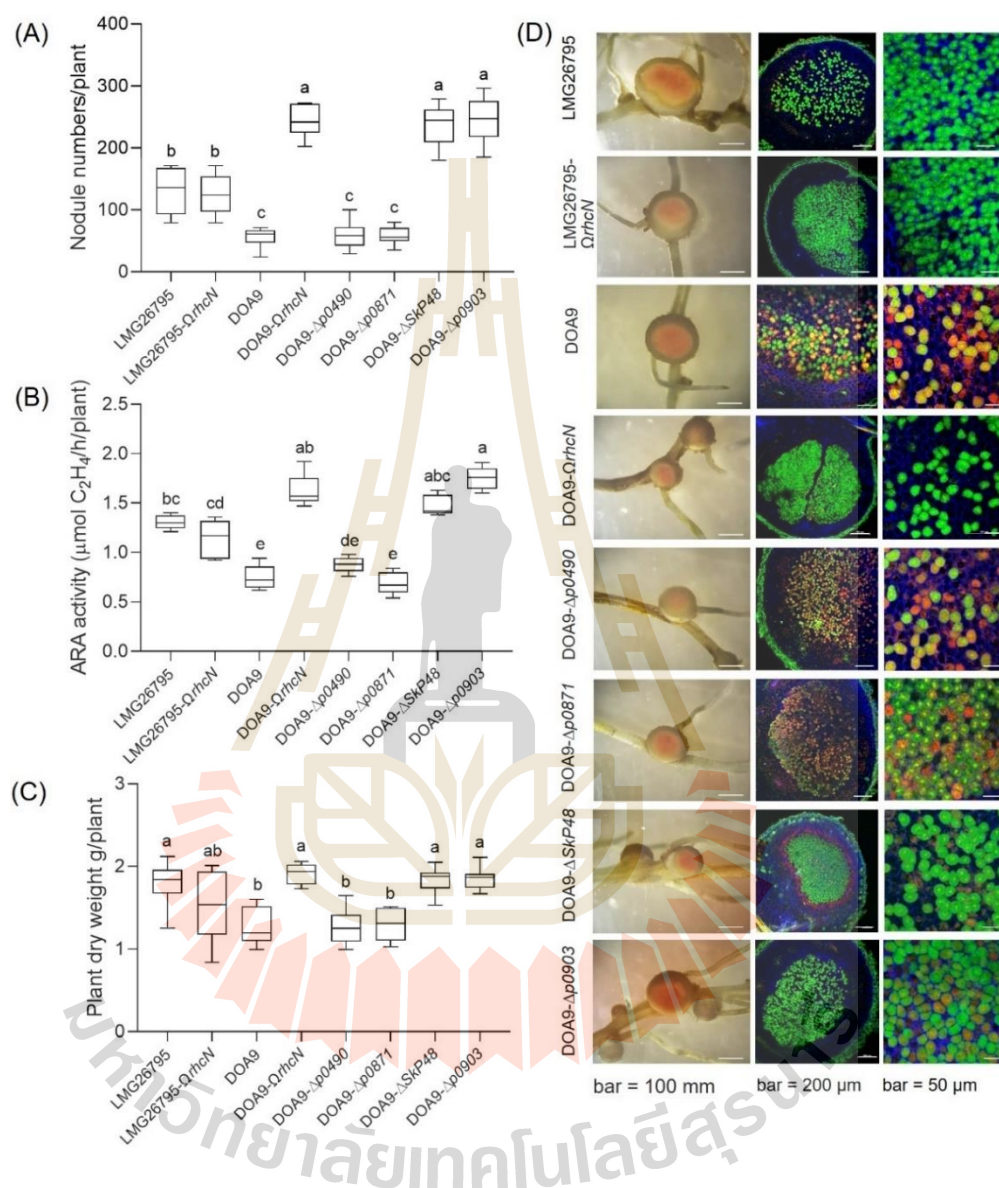 (A)
Nodule numbers/plant
400
300
200
100
0
b
b
c
a
c
c
a
a
LMG26795
LMG26795-ΩrhcN
DOA9
DOA9-ΩrhcN
DOA9-Δp0490
DOA9-Δp0871
DOA9-ΔSkP48
DOA9-Δp0903
(B)
ARA activity (μmol C₂H₄/h/plant)
2.5
2.0
1.5
1.0
0.5
0.0
bc
cd
e
ab
de
e
abc
a
LMG26795
LMG26795-ΩrhcN
DOA9
DOA9-ΩrhcN
DOA9-Δp0490
DOA9-Δp0871
DOA9-ΔSkP48
DOA9-Δp0903
(C)
Plant dry weight g/plant
3
2
1
0
a
ab
b
a
b
b
a
a
LMG26795
LMG26795-ΩrhcN
DOA9
DOA9-ΩrhcN
DOA9-Δp0490
DOA9-Δp0871
DOA9-ΔSkP48
DOA9-Δp0903
(D)
LMG26795
LMG26795-
ΩrhcN
DOA9
DOA9-ΩrhcN
DOA9-Δp0490
DOA9-Δp0871
DOA9-ΔSkP48
DOA9-Δp0903
bar = 100 mm
bar = 200 μm
bar = 50 μm
มหาวิทยาลัยเทคโนโลยีสุรนารี